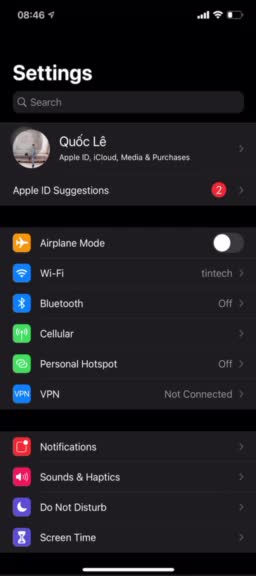 08:46
Settings
Search
Quốc Lê
Apple ID, iCloud, Media & Purchases
Apple ID Suggestions 2
Airplane Mode
Wi-Fi tintech
Bluetooth Off
Cellular
Personal Hotspot Off
VPN VPN Not Connected
Notifications
Sounds & Haptics
Do Not Disturb
Screen Time